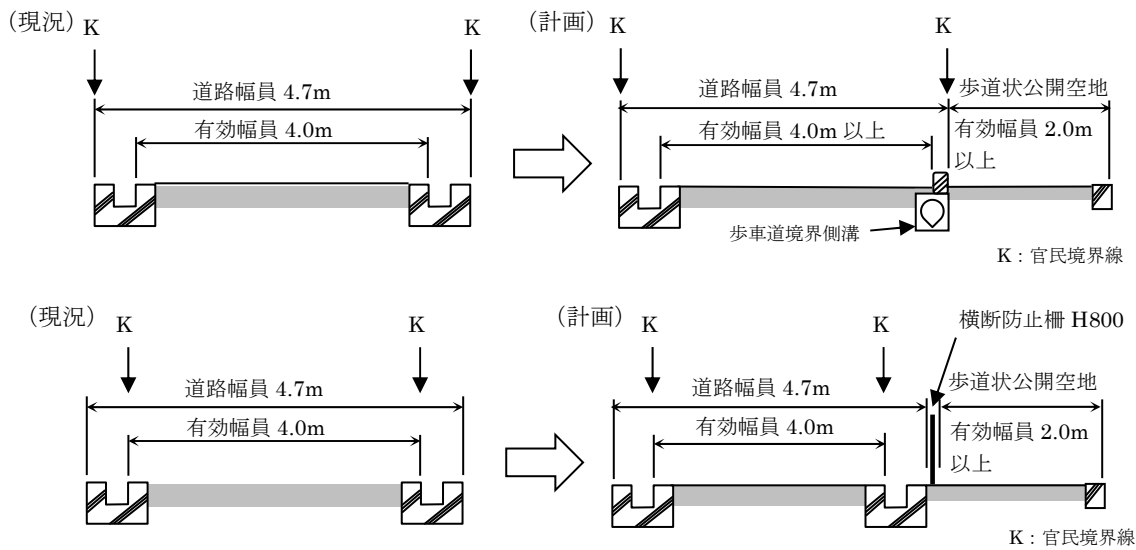 （現況）
K
K
道路幅員 4.7m
有効幅員 4.0m
（計画）
K
K
道路幅員 4.7m
歩道状公開空地
有効幅員 4.0m 以上
有効幅員 2.0m
以上
歩車道境界側溝
K：官民境界線
（現況）
K
K
道路幅員 4.7m
有効幅員 4.0m
（計画）
K
K
横断防止柵 H800
道路幅員 4.7m
歩道状公開空地
有効幅員 4.0m
有効幅員 2.0m
以上
K：官民境界線